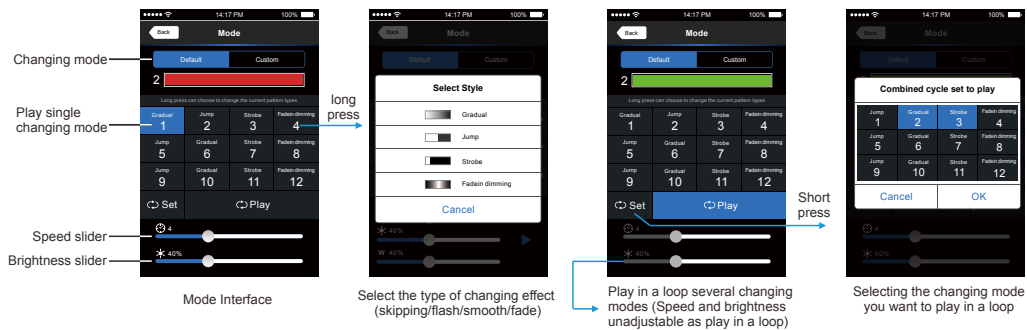 14:17 PM 100%
Back Mode
Default Custom
2
Long press can choose to change the current pattern types
Gradual Jump Strobe Fadein dimming
1 2 3 4
Jump Gradual Strobe Fadein dimming
5 6 7 8
Jump Gradual Strobe Fadein dimming
9 10 11 12
Set Play
4
40%
Changing mode
Play single
changing mode
Speed slider
Brightness slider
Mode Interface
long
press
14:17 PM 100%
Back Mode
Default Custom
Select Style
Gradual
Jump
Strobe
Fadein dimming
Cancel
40%
W 40%
Select the type of changing effect
(skipping/flash/smooth/fade)
14:17 PM 100%
Back Mode
Default Custom
2
Long press can choose to change the current pattern types
Gradual Jump Strobe Fadein dimming
1 2 3 4
Jump Gradual Strobe Fadein dimming
5 6 7 8
Jump Gradual Strobe Fadein dimming
9 10 11 12
Set Play
4
40%
Play in a loop several changing
modes (Speed and brightness
unadjustable as play in a loop)
Short
press
14:17 PM 100%
Back Mode
Default Custom
Combined cycle set to play
Jump Gradual Strobe Fadein dimming
1 2 3 4
Jump Gradual Strobe Fadein dimming
5 6 7 8
Jump Gradual Strobe Fadein dimming
9 10 11 12
Cancel OK
4
40%
Selecting the changing mode
you want to play in a loop